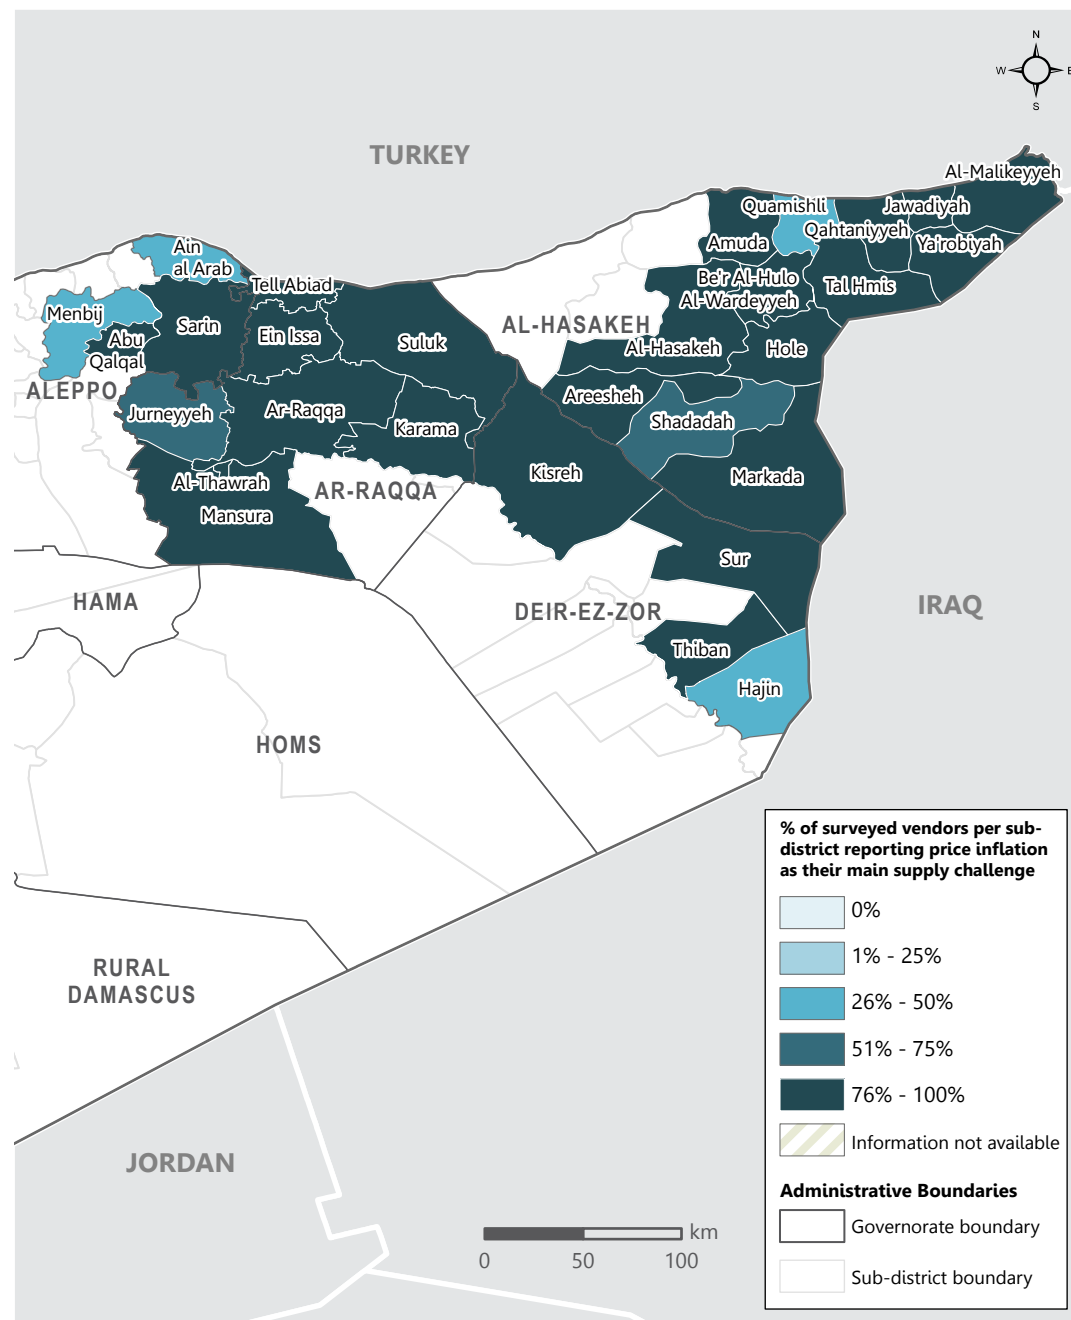 N
W
E
S
TURKEY
Al-Malikeyyeh
Quamishli
Jawadiyah
Qahtaniyyeh
Amuda
Ya'robiyah
Ain
al Arab
Tell Abiad
Be'r Al-Hulo
Al-Wardeyyeh
Tal Hmis
Menbij
Sarin
Ein Issa
Suluk
AL-HASAKEH
Abu
Qalqal
Al-Hasakeh
Hole
ALEPPO
Areesheh
Jurneyyeh
Ar-Raqqa
Karama
Shadadah
Kisreh
Markada
Al-Thawrah
AR-RAQQA
Mansura
Sur
HAMA
DEIR-EZ-ZOR
IRAQ
Thiban
Hajin
HOMS
RURAL
DAMASCUS
JORDAN
% of surveyed vendors per sub-
district reporting price inflation
as their main supply challenge
0%
1% - 25%
26% - 50%
51% - 75%
76% - 100%
Information not available
Administrative Boundaries
Governorate boundary
Sub-district boundary
km
0 50 100